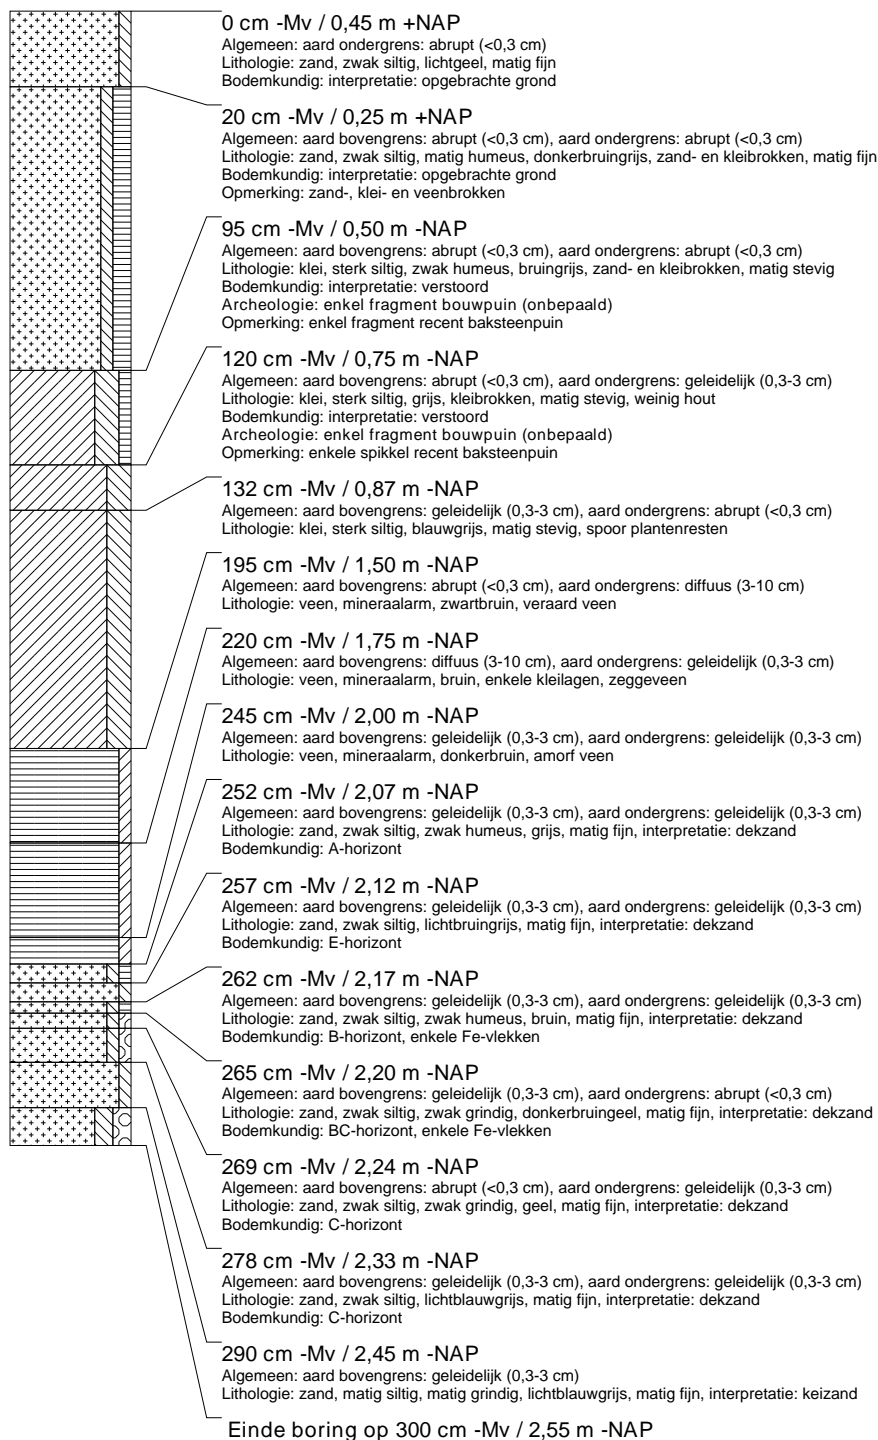 0 cm -Mv / 0,45 m +NAP
Algemeen: aard ondergrens: abrupt (<0,3 cm)
Lithologie: zand, zwak siltig, lichtgeel, matig fijn
Bodemkundig: interpretatie: opgebrachte grond
20 cm -Mv / 0,25 m +NAP
Algemeen: aard bovengrens: abrupt (<0,3 cm), aard ondergrens: abrupt (<0,3 cm)
Lithologie: zand, zwak siltig, matig humeus, donkerbruingrijs, zand- en kleibrokken, matig fijn
Bodemkundig: interpretatie: opgebrachte grond
Opmerking: zand-, klei- en veenbrokken
95 cm -Mv / 0,50 m -NAP
Algemeen: aard bovengrens: abrupt (<0,3 cm), aard ondergrens: abrupt (<0,3 cm)
Lithologie: klei, sterk siltig, zwak humeus, bruingrijs, zand- en kleibrokken, matig stevig
Bodemkundig: interpretatie: verstoord
Archeologie: enkel fragment bouwpuin (onbepaald)
Opmerking: enkel fragment recent baksteenpuin
120 cm -Mv / 0,75 m -NAP
Algemeen: aard bovengrens: abrupt (<0,3 cm), aard ondergrens: geleidelijk (0,3-3 cm)
Lithologie: klei, sterk siltig, grijs, kleibrokken, matig stevig, weinig hout
Bodemkundig: interpretatie: verstoord
Archeologie: enkel fragment bouwpuin (onbepaald)
Opmerking: enkele spikkel recent baksteenpuin
132 cm -Mv / 0,87 m -NAP
Algemeen: aard bovengrens: geleidelijk (0,3-3 cm), aard ondergrens: abrupt (<0,3 cm)
Lithologie: klei, sterk siltig, blauwgrijs, matig stevig, spoor plantenresten
195 cm -Mv / 1,50 m -NAP
Algemeen: aard bovengrens: abrupt (<0,3 cm), aard ondergrens: diffuus (3-10 cm)
Lithologie: veen, mineraalarm, zwartbruin, veraard veen
220 cm -Mv / 1,75 m -NAP
Algemeen: aard bovengrens: diffuus (3-10 cm), aard ondergrens: geleidelijk (0,3-3 cm)
Lithologie: veen, mineraalarm, bruin, enkele kleilagen, zeggeveen
245 cm -Mv / 2,00 m -NAP
Algemeen: aard bovengrens: geleidelijk (0,3-3 cm), aard ondergrens: geleidelijk (0,3-3 cm)
Lithologie: veen, mineraalarm, donkerbruin, amorf veen
252 cm -Mv / 2,07 m -NAP
Algemeen: aard bovengrens: geleidelijk (0,3-3 cm), aard ondergrens: geleidelijk (0,3-3 cm)
Lithologie: zand, zwak siltig, zwak humeus, grijs, matig fijn, interpretatie: dekzand
Bodemkundig: A-horizont
257 cm -Mv / 2,12 m -NAP
Algemeen: aard bovengrens: geleidelijk (0,3-3 cm), aard ondergrens: geleidelijk (0,3-3 cm)
Lithologie: zand, zwak siltig, lichtbruingrijs, matig fijn, interpretatie: dekzand
Bodemkundig: E-horizont
262 cm -Mv / 2,17 m -NAP
Algemeen: aard bovengrens: geleidelijk (0,3-3 cm), aard ondergrens: geleidelijk (0,3-3 cm)
Lithologie: zand, zwak siltig, zwak humeus, bruin, matig fijn, interpretatie: dekzand
Bodemkundig: B-horizont, enkele Fe-vlekken
265 cm -Mv / 2,20 m -NAP
Algemeen: aard bovengrens: geleidelijk (0,3-3 cm), aard ondergrens: abrupt (<0,3 cm)
Lithologie: zand, zwak siltig, zwak grindig, donkerbruingeel, matig fijn, interpretatie: dekzand
Bodemkundig: BC-horizont, enkele Fe-vlekken
269 cm -Mv / 2,24 m -NAP
Algemeen: aard bovengrens: abrupt (<0,3 cm), aard ondergrens: geleidelijk (0,3-3 cm)
Lithologie: zand, zwak siltig, zwak grindig, geel, matig fijn, interpretatie: dekzand
Bodemkundig: C-horizont
278 cm -Mv / 2,33 m -NAP
Algemeen: aard bovengrens: geleidelijk (0,3-3 cm), aard ondergrens: geleidelijk (0,3-3 cm)
Lithologie: zand, zwak siltig, lichtblauwgrijs, matig fijn, interpretatie: dekzand
Bodemkundig: C-horizont
290 cm -Mv / 2,45 m -NAP
Algemeen: aard bovengrens: geleidelijk (0,3-3 cm)
Lithologie: zand, matig siltig, matig grindig, lichtblauwgrijs, matig fijn, interpretatie: keizand
Einde boring op 300 cm -Mv / 2,55 m -NAP